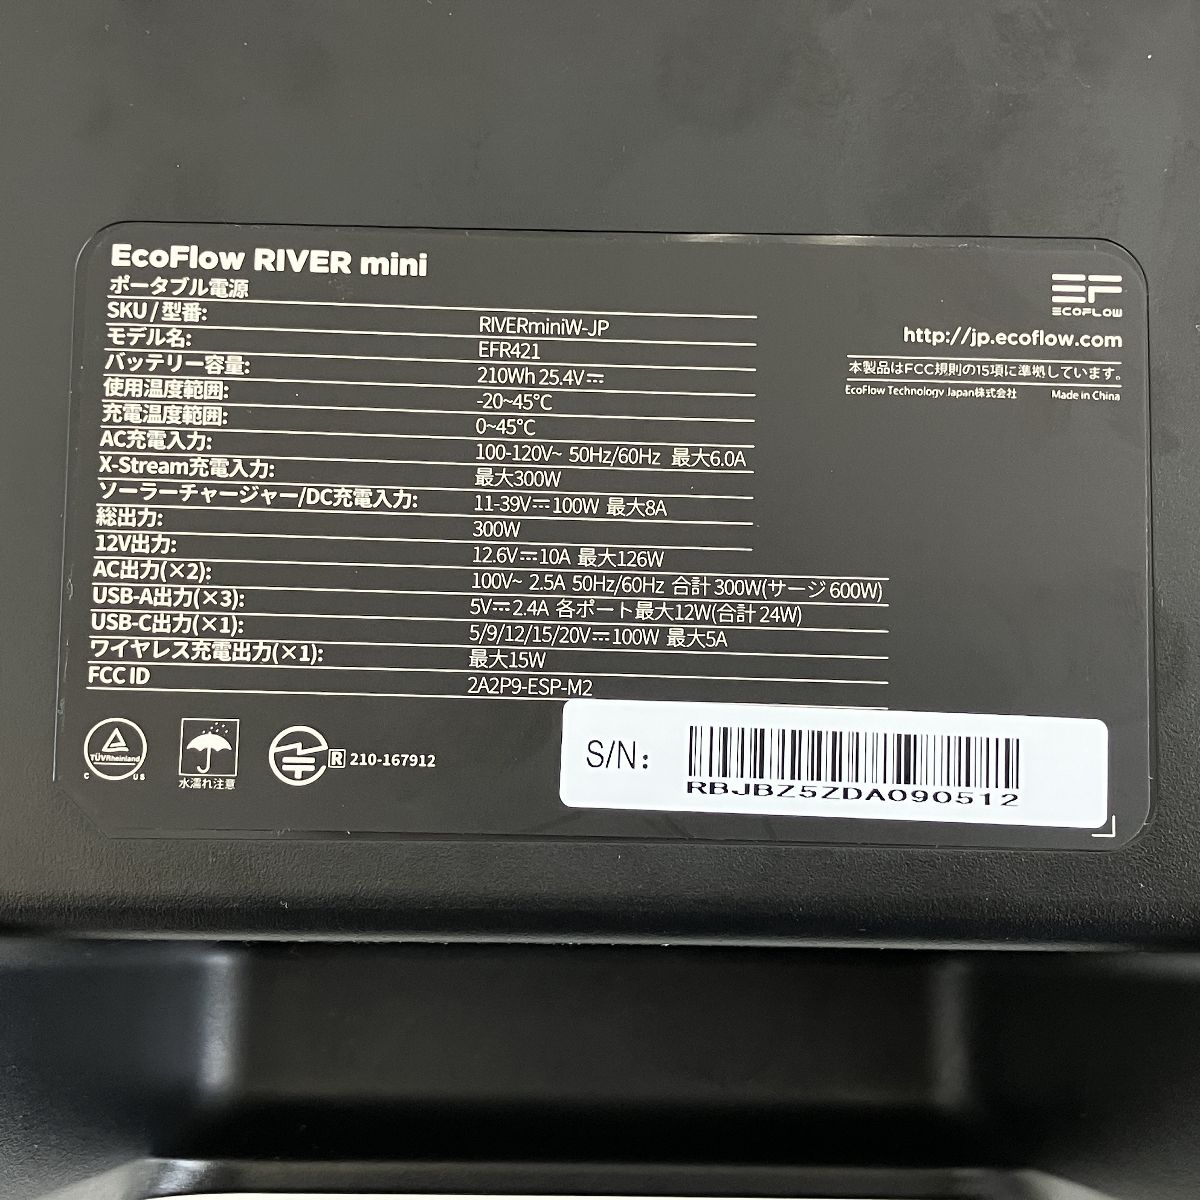 EcoFlow RIVER mini
ポータブル電源
SKU / 型番: RIVERminiW-JP
モデル名: EFR421
バッテリー容量: 210Wh 25.4V⎓
使用温度範囲: -20~45°C
充電温度範囲: 0~45°C
AC充電入力: 100-120V~ 50Hz/60Hz 最大6.0A
X-Stream充電入力: 最大300W
ソーラーチャージャー/DC充電入力: 11-39V⎓100W 最大8A
総出力: 300W
12V出力: 12.6V⎓10A 最大126W
AC出力(×2): 100V~ 2.5A 50Hz/60Hz 合計 300W(サージ 600W)
USB-A出力(×3): 5V⎓2.4A 各ポート最大12W(合計 24W)
USB-C出力(×1): 5/9/12/15/20V⎓100W 最大5A
ワイヤレス充電出力(×1): 最大15W
FCC ID 2A2P9-ESP-M2
EF
ECOFLOW
http://jp.ecoflow.com
本製品はFCC規則の15項に準拠しています。
EcoFlow Technology Japan株式会社 Made in China
TÜVRheinland
C US
水濡れ注意
R 210-167912
S/N:
RBJBZ5ZDA090512